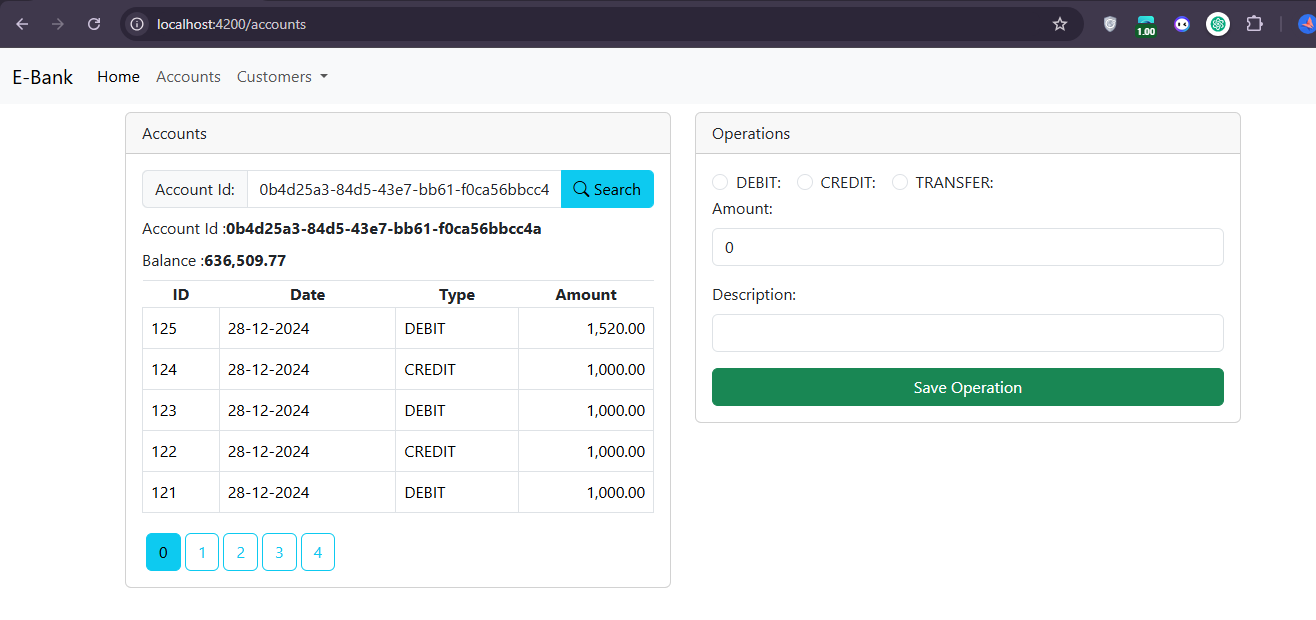 localhost:4200/accounts
1.00
E-Bank Home Accounts Customers
Accounts
Account Id: 0b4d25a3-84d5-43e7-bb61-f0ca56bbcc4 Search
Account Id :0b4d25a3-84d5-43e7-bb61-f0ca56bbcc4a
Balance :636,509.77
ID Date Type Amount
125 28-12-2024 DEBIT 1,520.00
124 28-12-2024 CREDIT 1,000.00
123 28-12-2024 DEBIT 1,000.00
122 28-12-2024 CREDIT 1,000.00
121 28-12-2024 DEBIT 1,000.00
0 1 2 3 4
Operations
DEBIT: CREDIT: TRANSFER:
Amount:
0
Description:
Save Operation